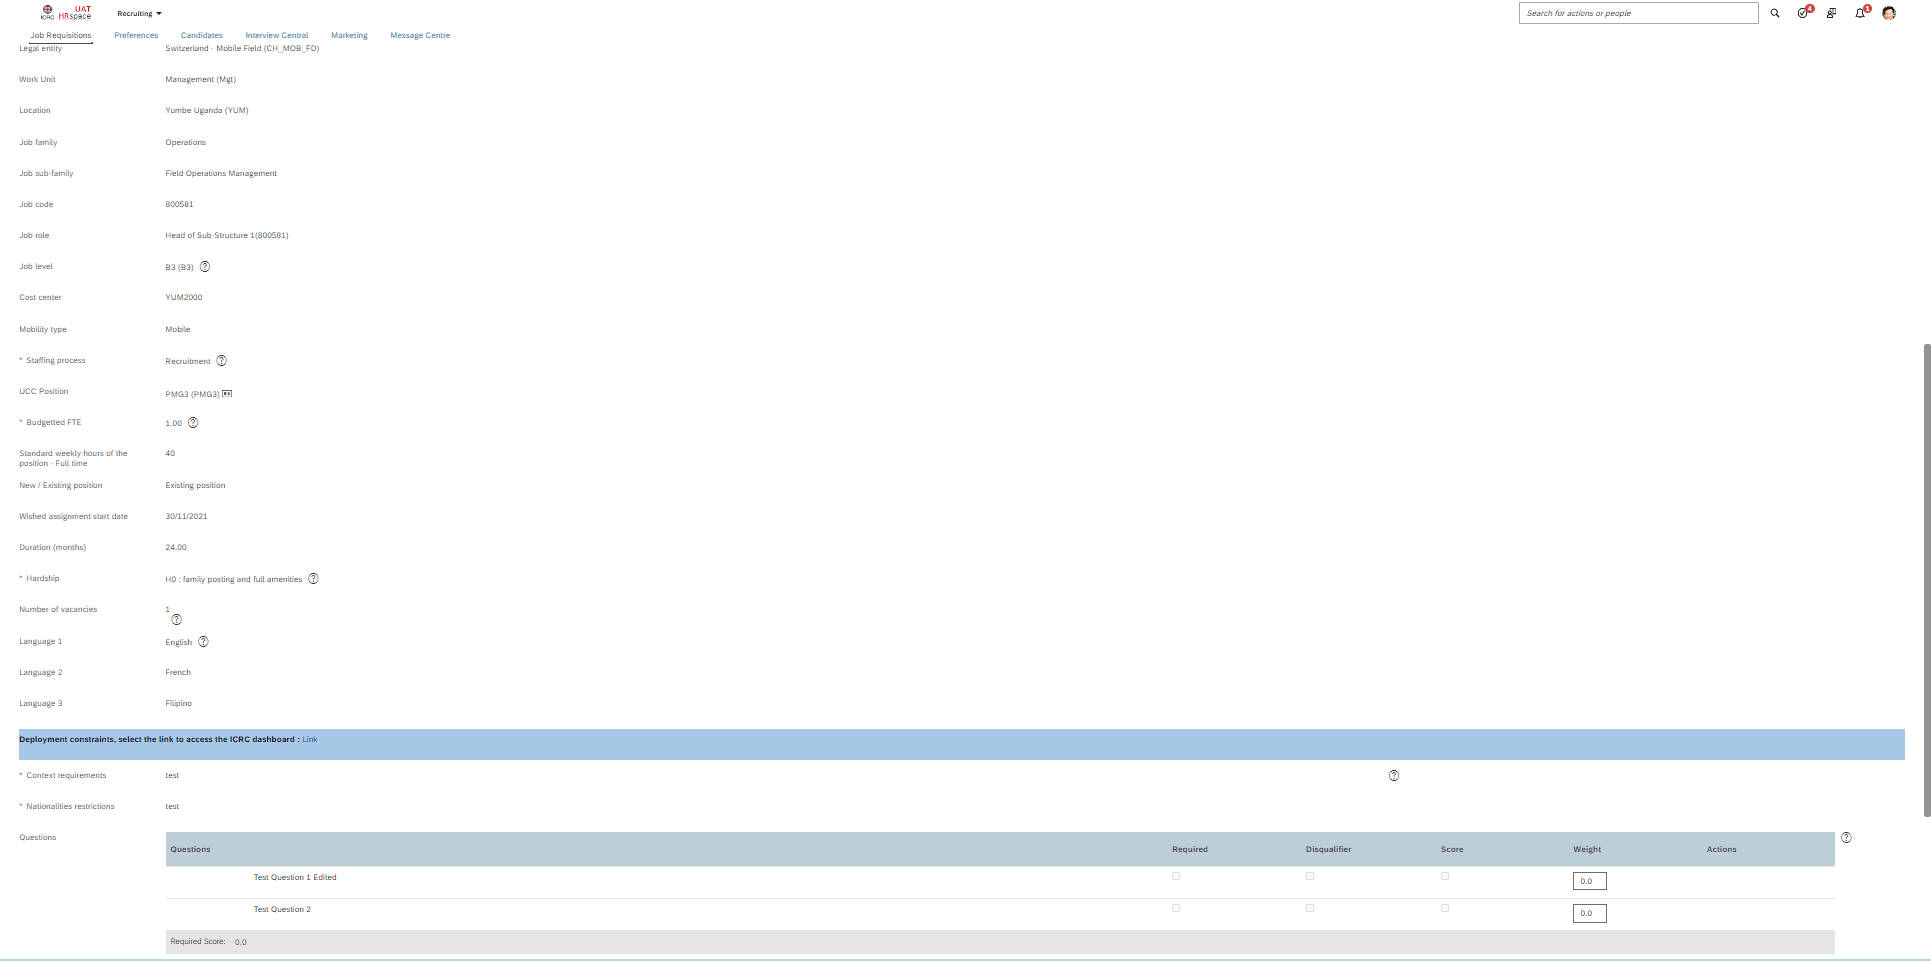 ICRC
UAT
HRspace
Recruiting
Search for actions or people
4
1
Job Requisitions
Preferences
Candidates
Interview Central
Marketing
Message Centre
Legal entity
Switzerland - Mobile Field (CH_MOB_FD)
Work Unit
Management (Mgt)
Location
Yumbe Uganda (YUM)
Job family
Operations
Job sub-family
Field Operations Management
Job code
800581
Job role
Head of Sub-Structure 1(800581)
Job level
B3 (B3) ?
Cost center
YUM2000
Mobility type
Mobile
* Staffing process
Recruitment ?
UCC Position
PMG3 (PMG3)
* Budgetted FTE
1.00 ?
Standard weekly hours of the
position - Full time
40
New / Existing position
Existing position
Wished assignment start date
30/11/2021
Duration (months)
24.00
* Hardship
H0 : family posting and full amenities ?
Number of vacancies
1
?
Language 1
English ?
Language 2
French
Language 3
Filipino
Deployment constraints, select the link to access the ICRC dashboard : Link
* Context requirements
test
?
* Nationalities restrictions
test
Questions
?
Questions
Required
Disqualifier
Score
Weight
Actions
Test Question 1 Edited
0.0
Test Question 2
0.0
Required Score: 0.0